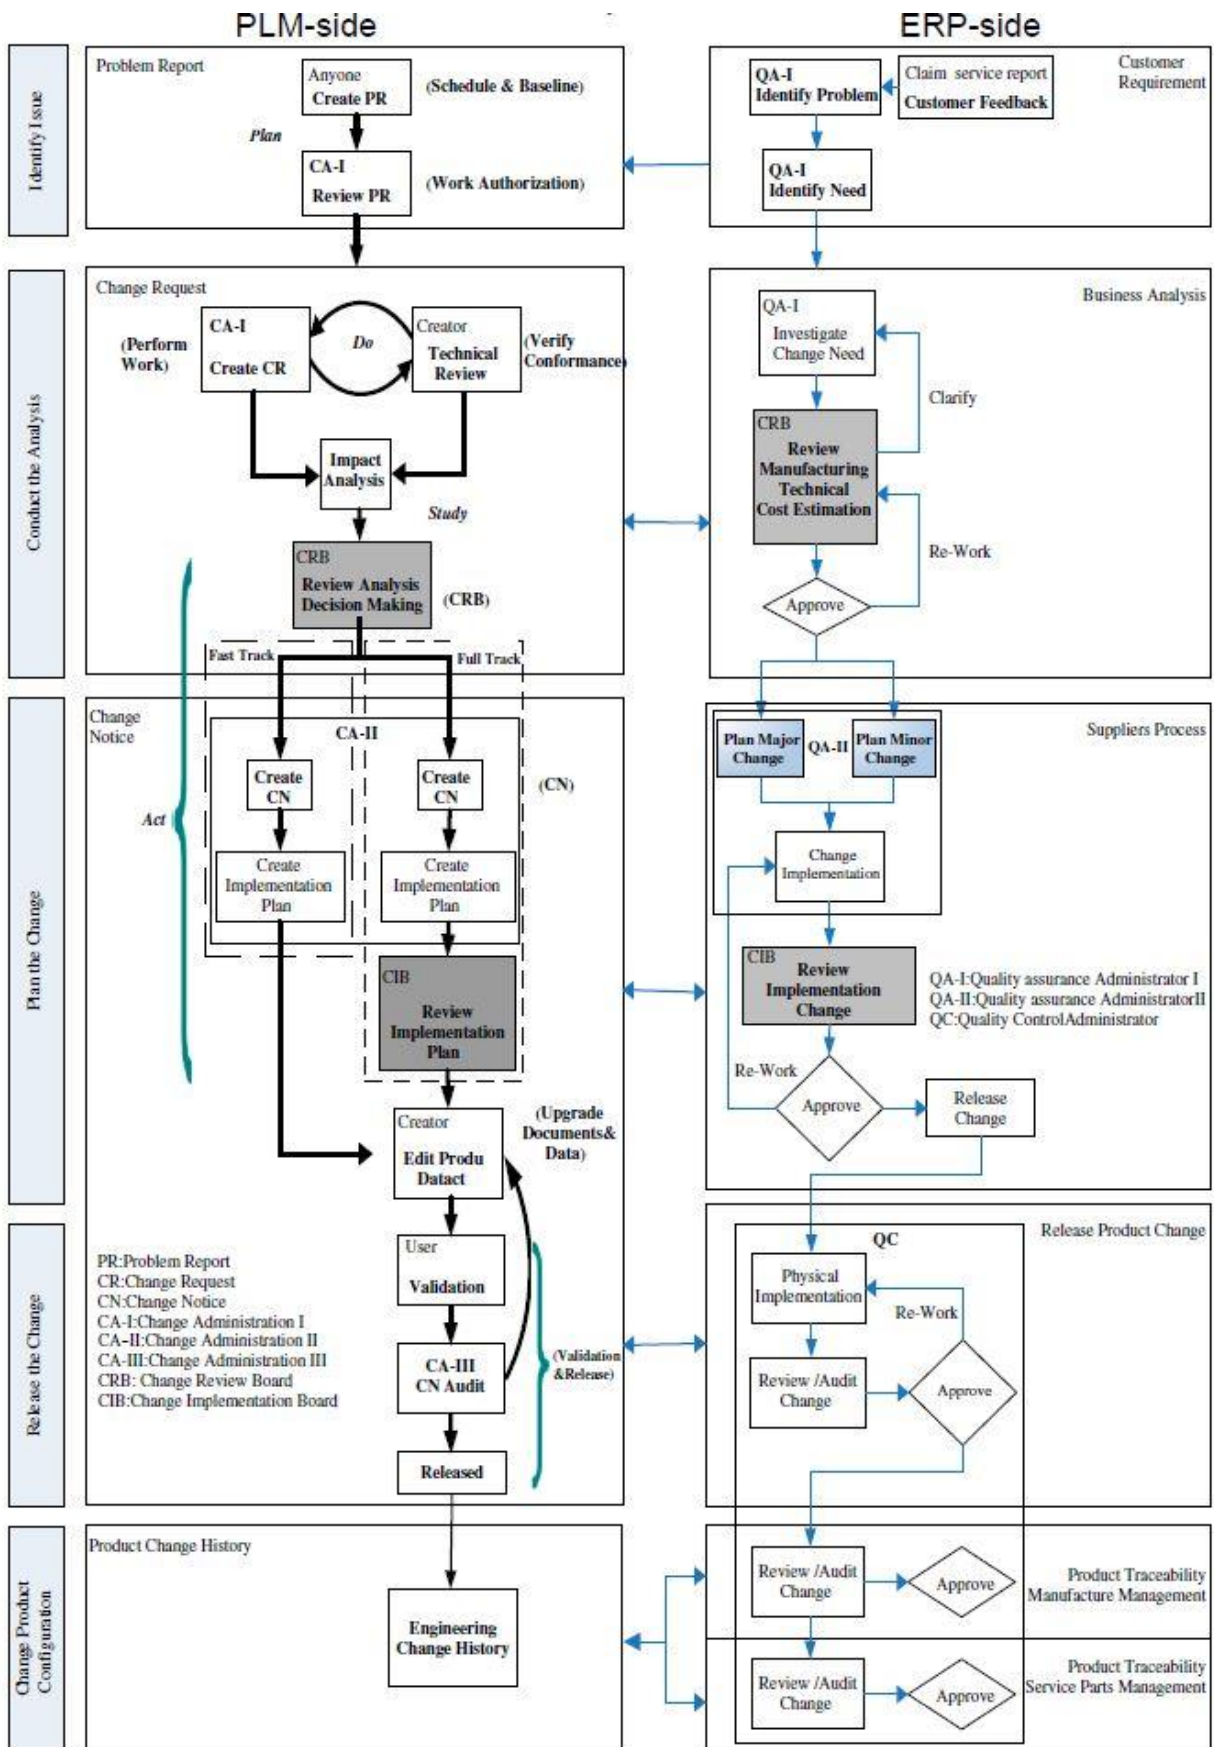 PLM-side
ERP-side
Identify Issue
Problem Report
Anyone
Create PR
(Schedule & Baseline)
Plan
CA-I
Review PR
(Work Authorization)
QA-I
Identify Problem
Claim service report
Customer Feedback
Customer
Requirement
QA-I
Identify Need
Conduct the Analysis
Change Request
(Perform
Work)
CA-I
Create CR
Do
Creator
Technical
Review
(Verify
Conformance)
Impact
Analysis
Study
CRB
Review Analysis
Decision Making
(CRB)
Fast Track
Full Track
Business Analysis
QA-I
Investigate
Change Need
Clarify
CRB
Review
Manufacturing
Technical
Cost Estimation
Re-Work
Approve
Plan the Change
Change
Notice
CA-II
Create
CN
Create
CN
(CN)
Act
Create
Implementation
Plan
Create
Implementation
Plan
CIB
Review
Implementation
Plan
Creator
Edit Produ
Datact
(Upgrade
Documents&
Data)
Suppliers Process
Plan Major
Change
QA-II
Plan Minor
Change
Change
Implementation
CIB
Review
Implementation
Change
QA-I:Quality assurance Administrator I
QA-II:Quality assurance AdministratorII
QC:Quality ControlAdministrator
Re-Work
Approve
Release
Change
Release the Change
User
Validation
PR:Problem Report
CR:Change Request
CN:Change Notice
CA-I:Change Administration I
CA-II:Change Administration II
CA-III:Change Administration III
CRB: Change Review Board
CIB:Change Implementation Board
CA-III
CN Audit
(Validation
&Release)
Released
Release Product Change
QC
Physical
Implementation
Re-Work
Review /Audit
Change
Approve
Change Product
Configuration
Product Change History
Engineering
Change History
Review /Audit
Change
Approve
Product Traceability
Manufacture Management
Review /Audit
Change
Approve
Product Traceability
Service Parts Management